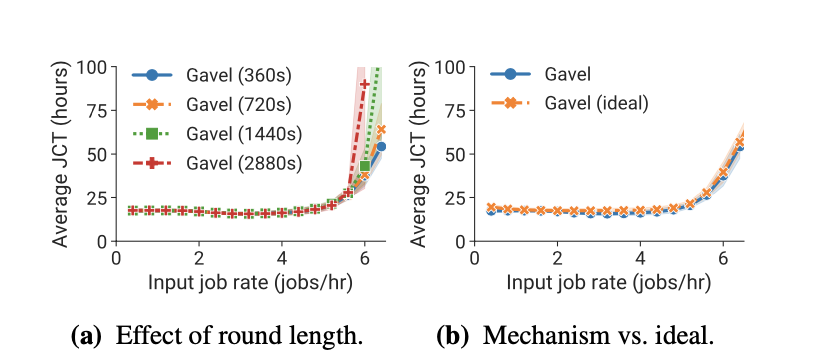 Average JCT (hours)
100
75
50
25
0
Gavel (360s)
Gavel (720s)
Gavel (1440s)
Gavel (2880s)
0 2 4 6
Input job rate (jobs/hr)
(a) Effect of round length.
Average JCT (hours)
100
75
50
25
0
Gavel
Gavel (ideal)
0 2 4 6
Input job rate (jobs/hr)
(b) Mechanism vs. ideal.